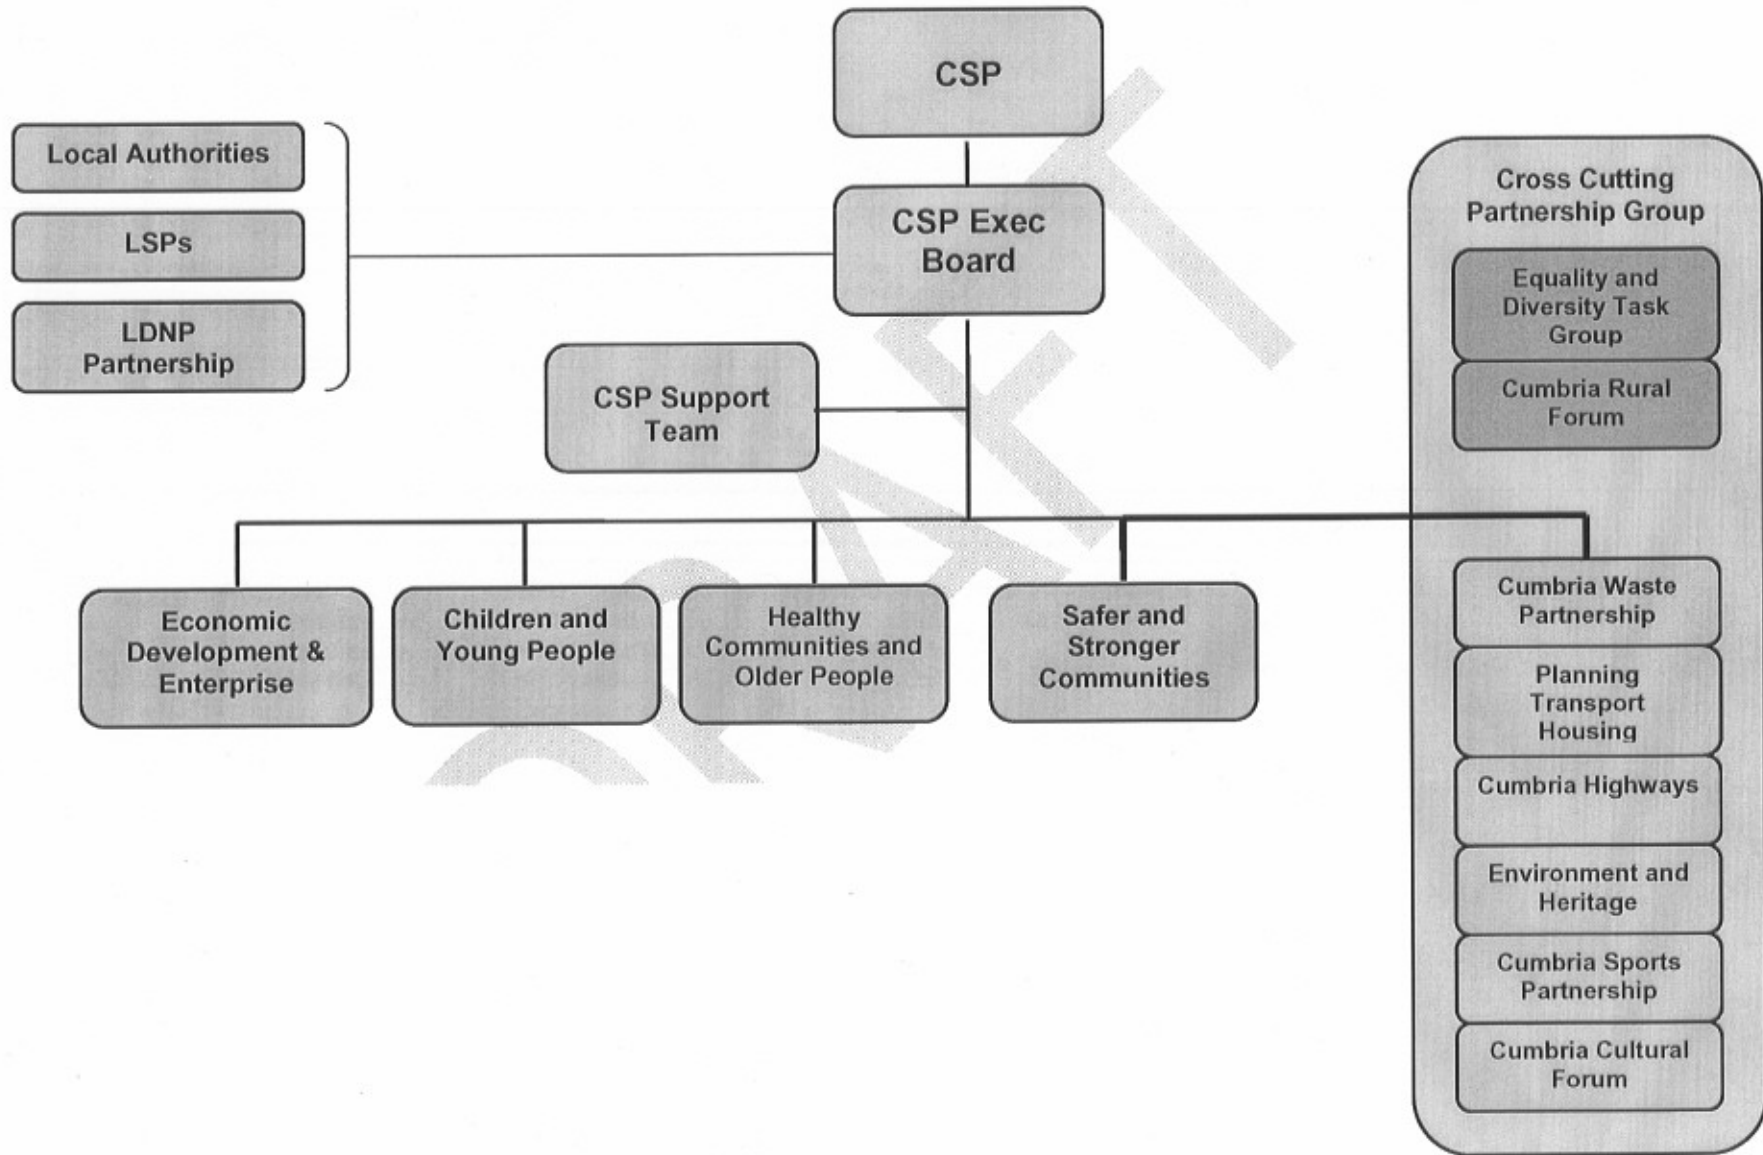 CSP
Local Authorities
LSPs
LDNP
Partnership
CSP Exec
Board
CSP Support
Team
Economic
Development &
Enterprise
Children and
Young People
Healthy
Communities and
Older People
Safer and
Stronger
Communities
Cross Cutting
Partnership Group
Equality and
Diversity Task
Group
Cumbria Rural
Forum
Cumbria Waste
Partnership
Planning
Transport
Housing
Cumbria Highways
Environment and
Heritage
Cumbria Sports
Partnership
Cumbria Cultural
Forum
DRAFT